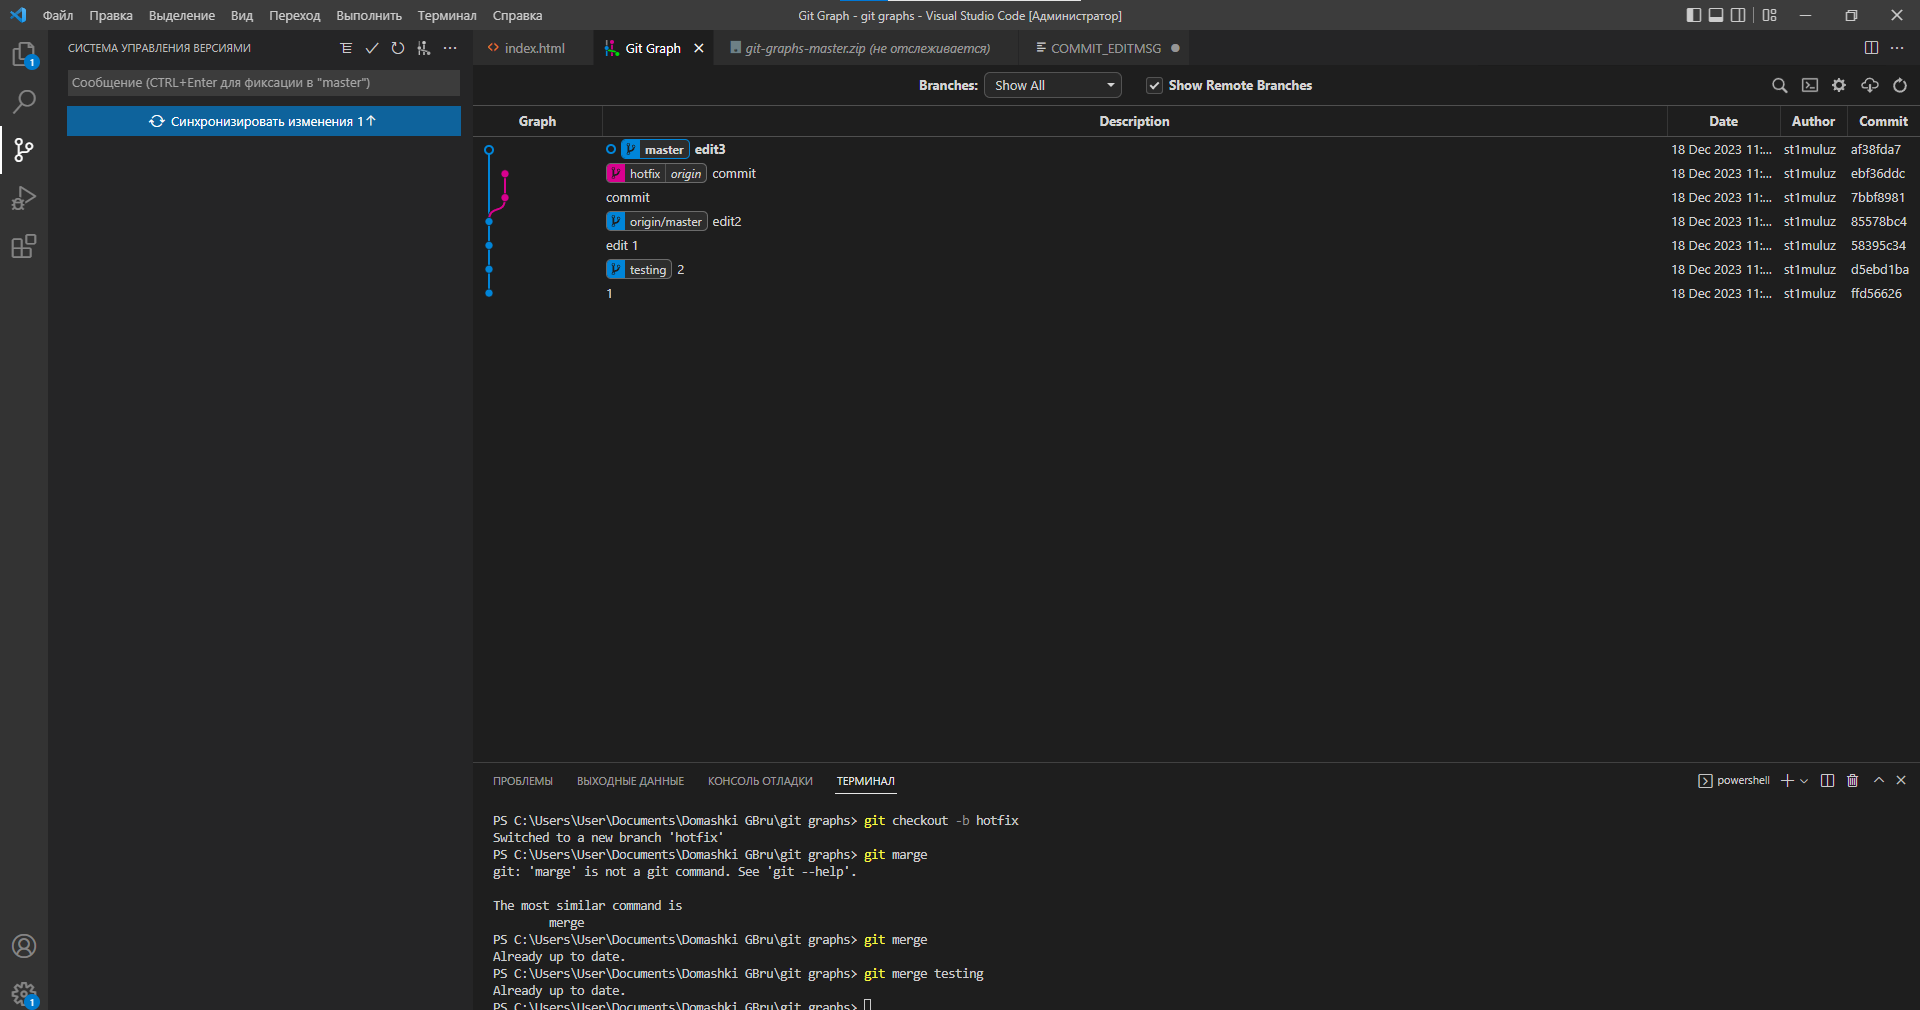 Файл Правка Выделение Вид Переход Выполнить Терминал Справка
Git Graph - git graphs - Visual Studio Code [Администратор]
СИСТЕМА УПРАВЛЕНИЯ ВЕРСИЯМИ
index.html
Git Graph
git-graphs-master.zip (не отслеживается)
COMMIT_EDITMSG
1
Сообщение (CTRL+Enter для фиксации в "master")
Синхронизировать изменения 1↑
Branches: Show All Show Remote Branches
Graph Description Date Author Commit
master edit3 18 Dec 2023 11:... st1muluz af38fda7
hotfix origin commit 18 Dec 2023 11:... st1muluz ebf36ddc
commit 18 Dec 2023 11:... st1muluz 7bbf8981
origin/master edit2 18 Dec 2023 11:... st1muluz 85578bc4
edit 1 18 Dec 2023 11:... st1muluz 58395c34
testing 2 18 Dec 2023 11:... st1muluz d5ebd1ba
1 18 Dec 2023 11:... st1muluz ffd56626
ПРОБЛЕМЫ ВЫХОДНЫЕ ДАННЫЕ КОНСОЛЬ ОТЛАДКИ ТЕРМИНАЛ powershell
PS C:\Users\User\Documents\Domashki GBru\git graphs> git checkout -b hotfix
Switched to a new branch 'hotfix'
PS C:\Users\User\Documents\Domashki GBru\git graphs> git marge
git: 'marge' is not a git command. See 'git --help'.
The most similar command is
merge
PS C:\Users\User\Documents\Domashki GBru\git graphs> git merge
Already up to date.
PS C:\Users\User\Documents\Domashki GBru\git graphs> git merge testing
Already up to date.
PS C:\Users\User\Documents\Domashki GBru\git graphs>
1